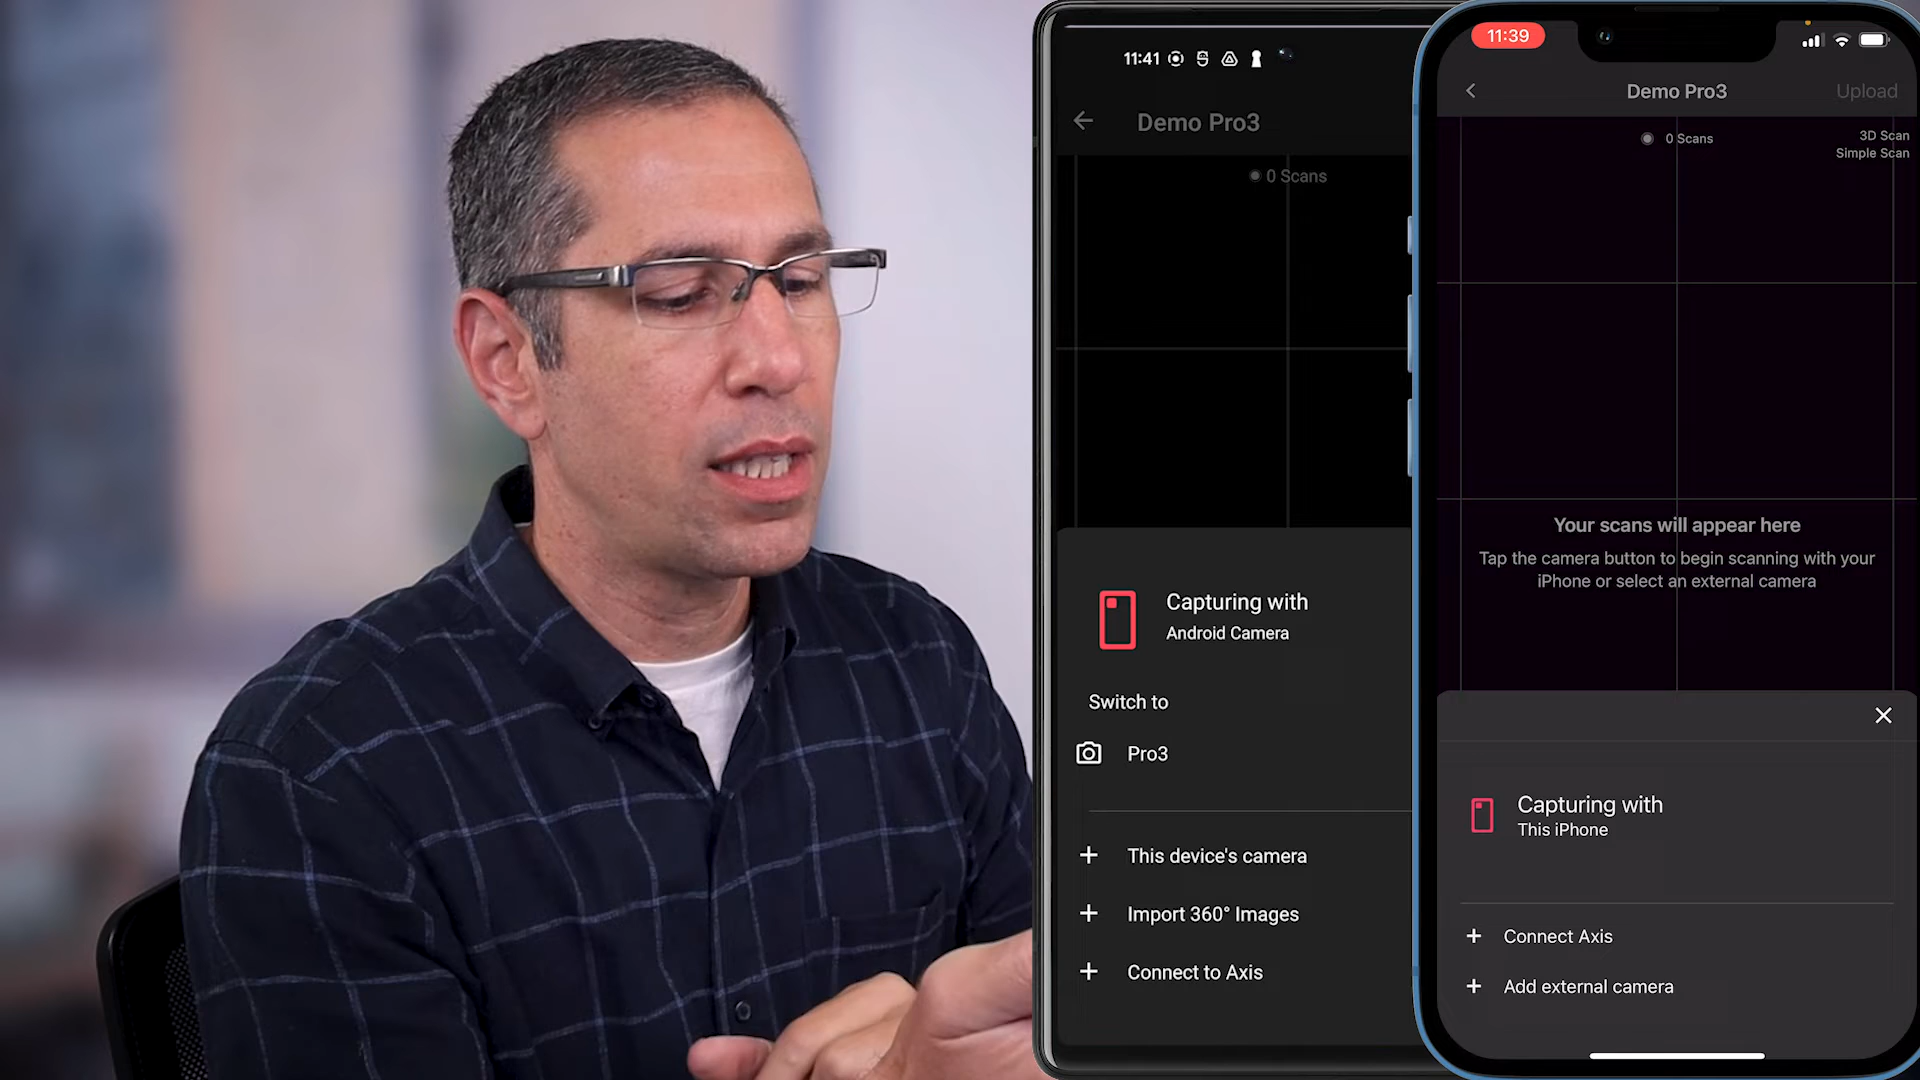 11:41
Demo Pro3
0 Scans
Capturing with
Android Camera
Switch to
Pro3
This device's camera
Import 360° Images
Connect to Axis
11:39
Demo Pro3
Upload
0 Scans
3D Scan
Simple Scan
Your scans will appear here
Tap the camera button to begin scanning with your
iPhone or select an external camera
Capturing with
This iPhone
Connect Axis
Add external camera